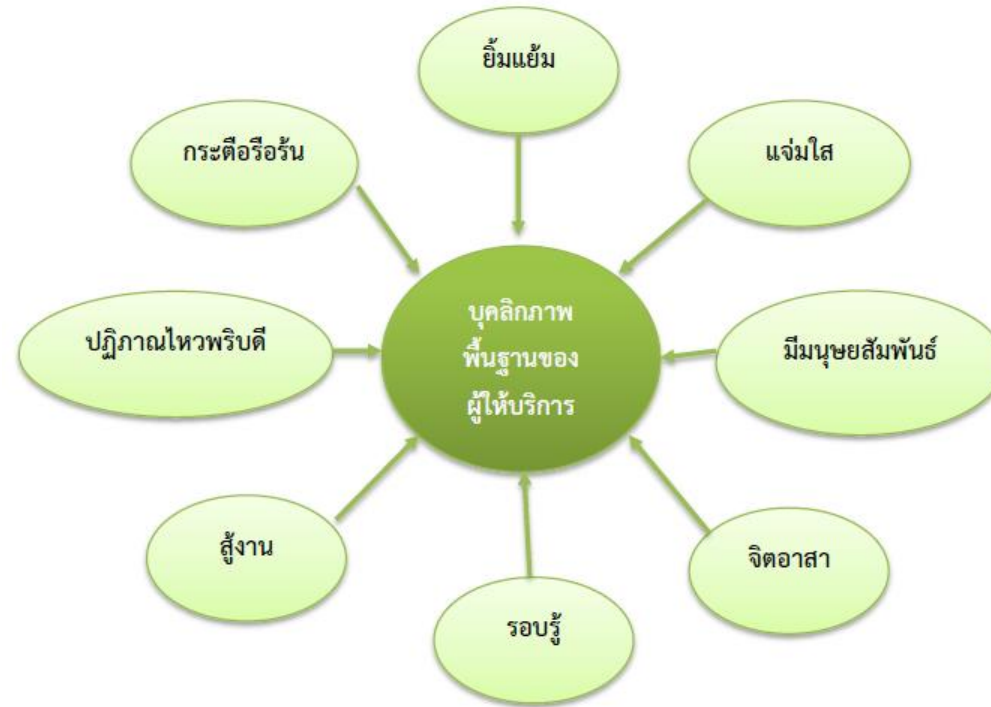 ยิ้มแย้ม
กระตือรือร้น
แจ่มใส
บุคลิกภาพ
พื้นฐานของ
ผู้ให้บริการ
ปฏิภาณไหวพริบดี
มีมนุษยสัมพันธ์
สู้งาน
จิตอาสา
รอบรู้